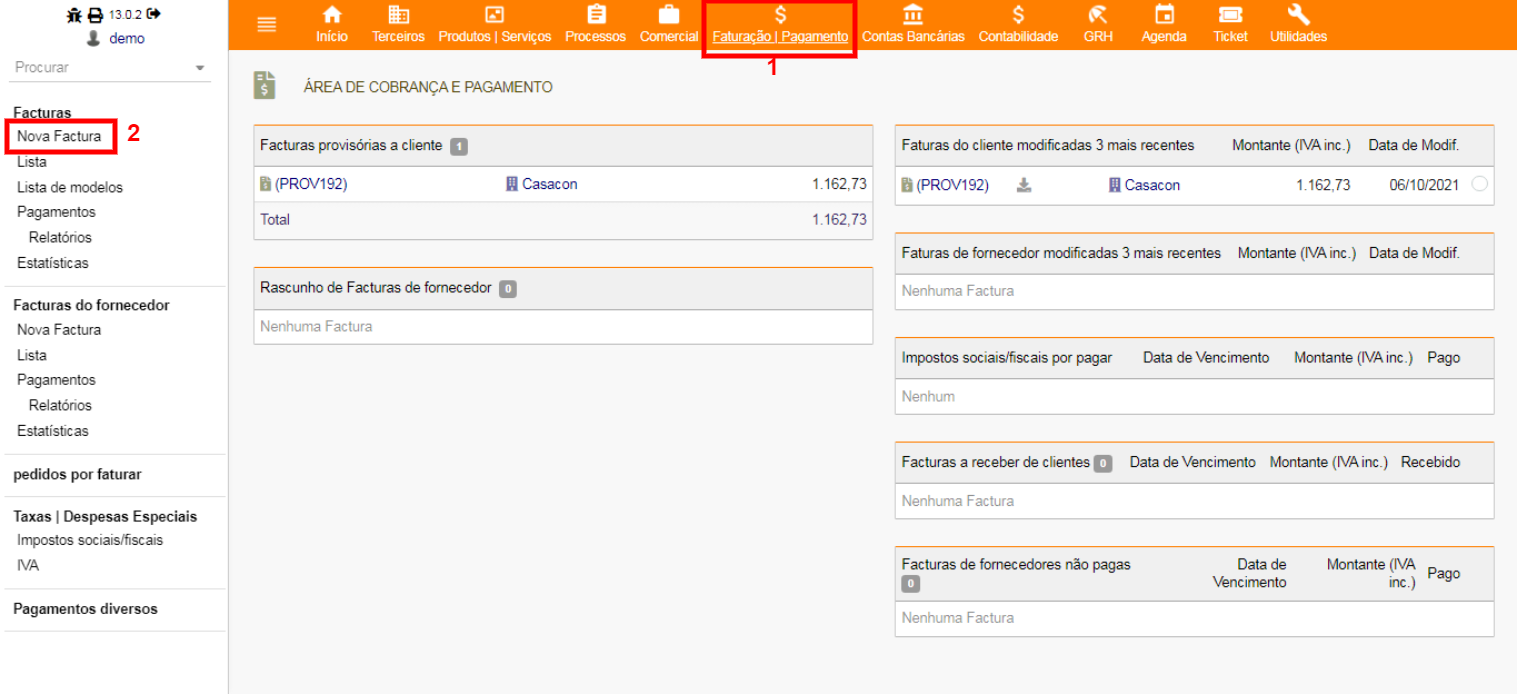 13.0.2
demo
Início
Terceiros
Produtos | Serviços
Processos
Comercial
Faturação | Pagamento
Contas Bancárias
Contabilidade
GRH
Agenda
Ticket
Utilidades
1
Procurar
Facturas
Nova Factura
2
Lista
Lista de modelos
Pagamentos
Relatórios
Estatísticas
Facturas do fornecedor
Nova Factura
Lista
Pagamentos
Relatórios
Estatísticas
pedidos por faturar
Taxas | Despesas Especiais
Impostos sociais/fiscais
IVA
Pagamentos diversos
ÁREA DE COBRANÇA E PAGAMENTO
Facturas provisórias a cliente 1
(PROV192) Casacon 1.162,73
Total 1.162,73
Rascunho de Facturas de fornecedor 0
Nenhuma Factura
Faturas do cliente modificadas 3 mais recentes Montante (IVA inc.) Data de Modif.
(PROV192) Casacon 1.162,73 06/10/2021
Faturas de fornecedor modificadas 3 mais recentes Montante (IVA inc.) Data de Modif.
Nenhuma Factura
Impostos sociais/fiscais por pagar Data de Vencimento Montante (IVA inc.) Pago
Nenhum
Facturas a receber de clientes 0 Data de Vencimento Montante (IVA inc.) Recebido
Nenhuma Factura
Facturas de fornecedores não pagas 0
Data de
Vencimento
Montante (IVA
inc.)
Pago
Nenhuma Factura